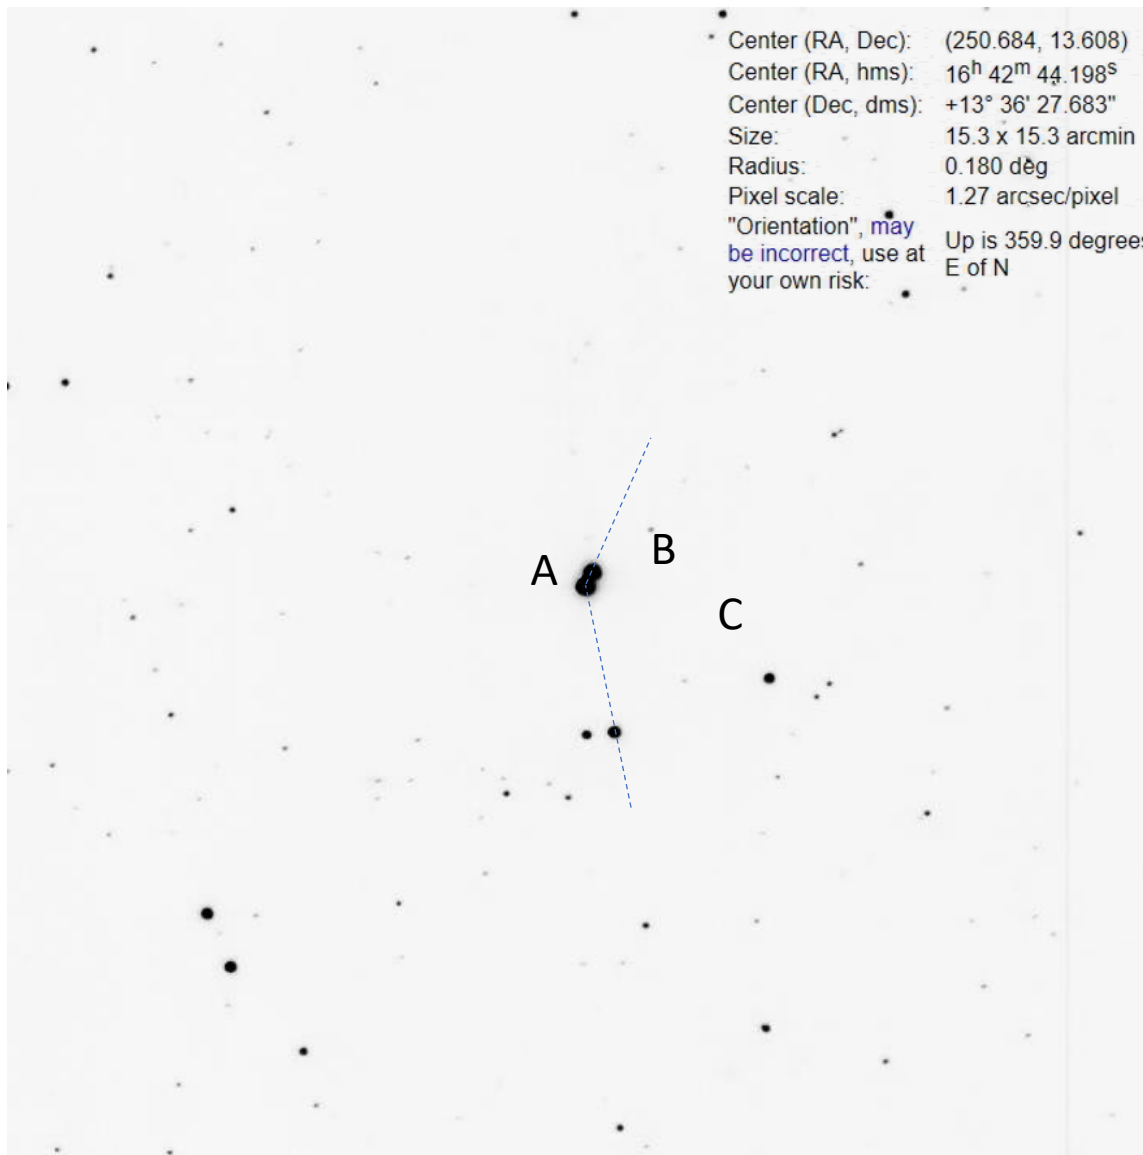 Center (RA, Dec): (250.684, 13.608)
Center (RA, hms): 16h 42m 44.198s
Center (Dec, dms): +13° 36' 27.683"
Size: 15.3 x 15.3 arcmin
Radius: 0.180 deg
Pixel scale: 1.27 arcsec/pixel
"Orientation", may be incorrect, use at your own risk: Up is 359.9 degrees E of N
A
B
C